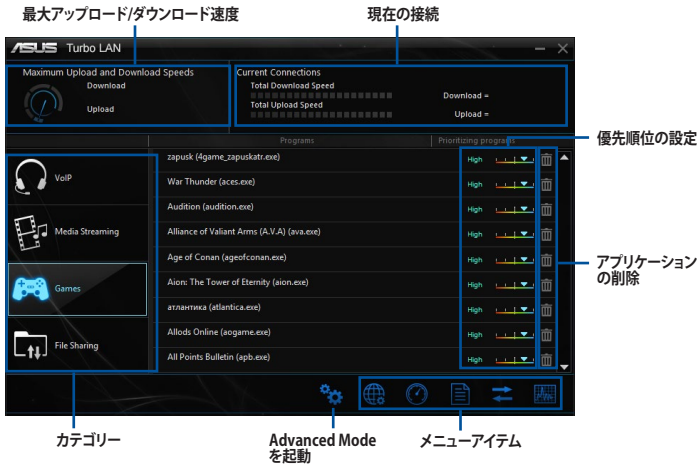 最大アップロード/ダウンロード速度
現在の接続
ASUS Turbo LAN
Maximum Upload and Download Speeds
Download
Upload
Current Connections
Total Download Speed
Download =
Total Upload Speed
Upload =
Programs
Prioritizing programs
優先順位の設定
VoIP
Media Streaming
Games
File Sharing
zapusk (4game_zapuskatr.exe)
High
War Thunder (aces.exe)
High
Audition (audition.exe)
High
Alliance of Valiant Arms (A.V.A) (ava.exe)
High
Age of Conan (ageofconan.exe)
High
Aion: The Tower of Eternity (aion.exe)
High
атлантика (atlantica.exe)
High
Allods Online (aogame.exe)
High
All Points Bulletin (apb.exe)
High
アプリケーション
の削除
カテゴリー
Advanced Mode
を起動
メニューアイテム